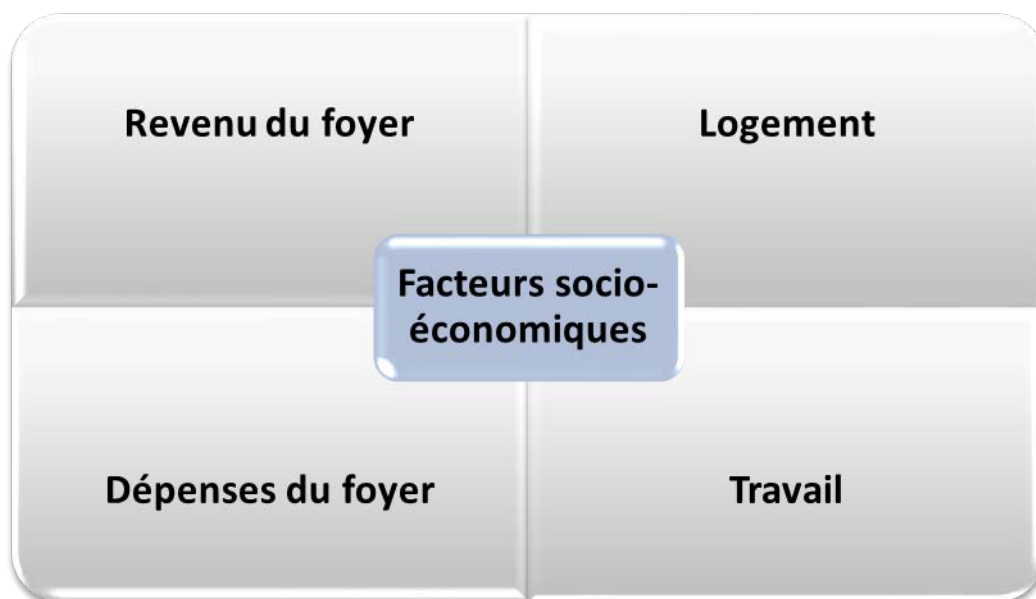 Revenu du foyer
Logement
Facteurs socio-
économiques
Dépenses du foyer
Travail